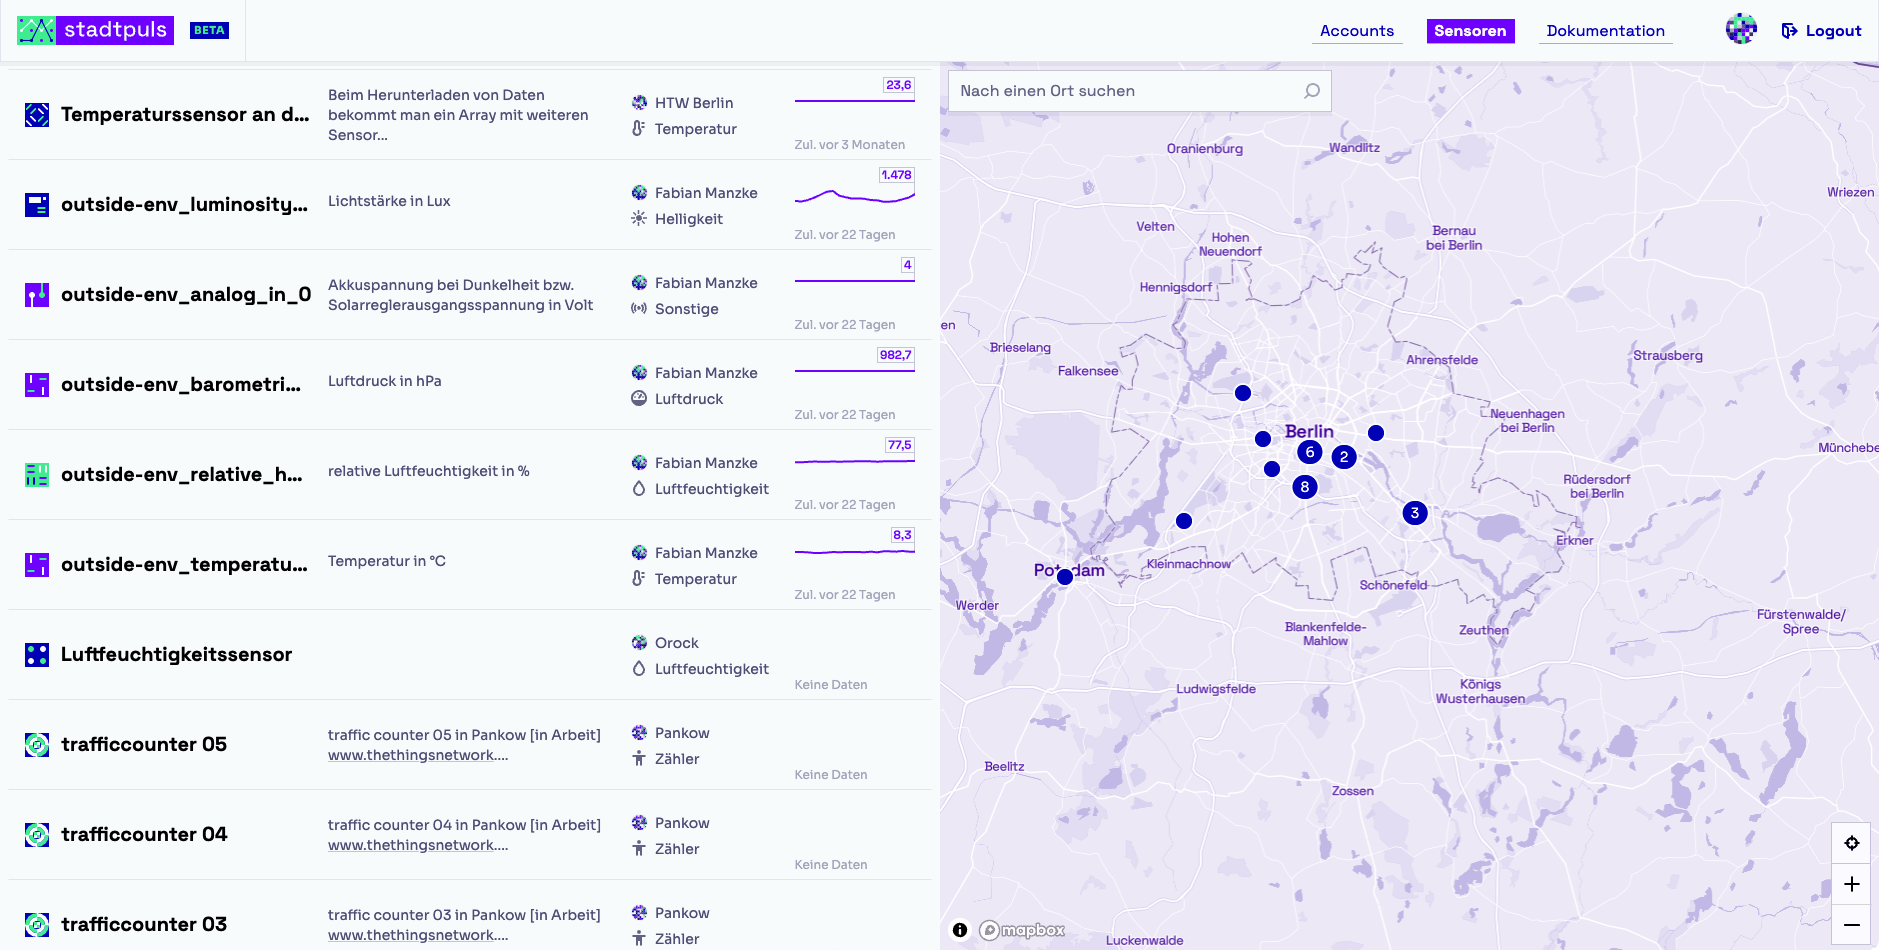 stadtpuls
BETA
Accounts
Sensoren
Dokumentation
Logout
Temperaturssensor an d...
Beim Herunterladen von Daten
bekommt man ein Array mit weiteren
Sensor...
HTW Berlin
Temperatur
23,6
Zul. vor 3 Monaten
outside-env_luminosity...
Lichtstärke in Lux
Fabian Manzke
Helligkeit
1.478
Zul. vor 22 Tagen
outside-env_analog_in_0
Akkuspannung bei Dunkelheit bzw.
Solarreglerausgangsspannung in Volt
Fabian Manzke
Sonstige
4
Zul. vor 22 Tagen
outside-env_barometri...
Luftdruck in hPa
Fabian Manzke
Luftdruck
982,7
Zul. vor 22 Tagen
outside-env_relative_h...
relative Luftfeuchtigkeit in %
Fabian Manzke
Luftfeuchtigkeit
77,5
Zul. vor 22 Tagen
outside-env_temperatu...
Temperatur in °C
Fabian Manzke
Temperatur
8,3
Zul. vor 22 Tagen
Luftfeuchtigkeitssensor
Orock
Luftfeuchtigkeit
Keine Daten
trafficcounter 05
traffic counter 05 in Pankow [in Arbeit]
www.thethingsnetwork....
Pankow
Zähler
Keine Daten
trafficcounter 04
traffic counter 04 in Pankow [in Arbeit]
www.thethingsnetwork....
Pankow
Zähler
Keine Daten
trafficcounter 03
traffic counter 03 in Pankow [in Arbeit]
www.thethingsnetwork....
Pankow
Zähler
Nach einen Ort suchen
Oranienburg
Wandlitz
Wriezen
Velten
Hohen
Neuendorf
Bernau
bei Berlin
Hennigsdorf
en
Brieselang
Falkensee
Ahrensfelde
Strausberg
Neuenhagen
bei Berlin
Berlin
6
2
8
3
Müncheb
Rüdersdorf
bei Berlin
Erkner
Kleinmachnow
Potsdam
Schönefeld
Werder
Fürstenwalde/
Spree
Blankenfelde-
Mahlow
Zeuthen
Ludwigsfelde
Königs
Wusterhausen
Beelitz
Zossen
Luckenwalde
mapbox